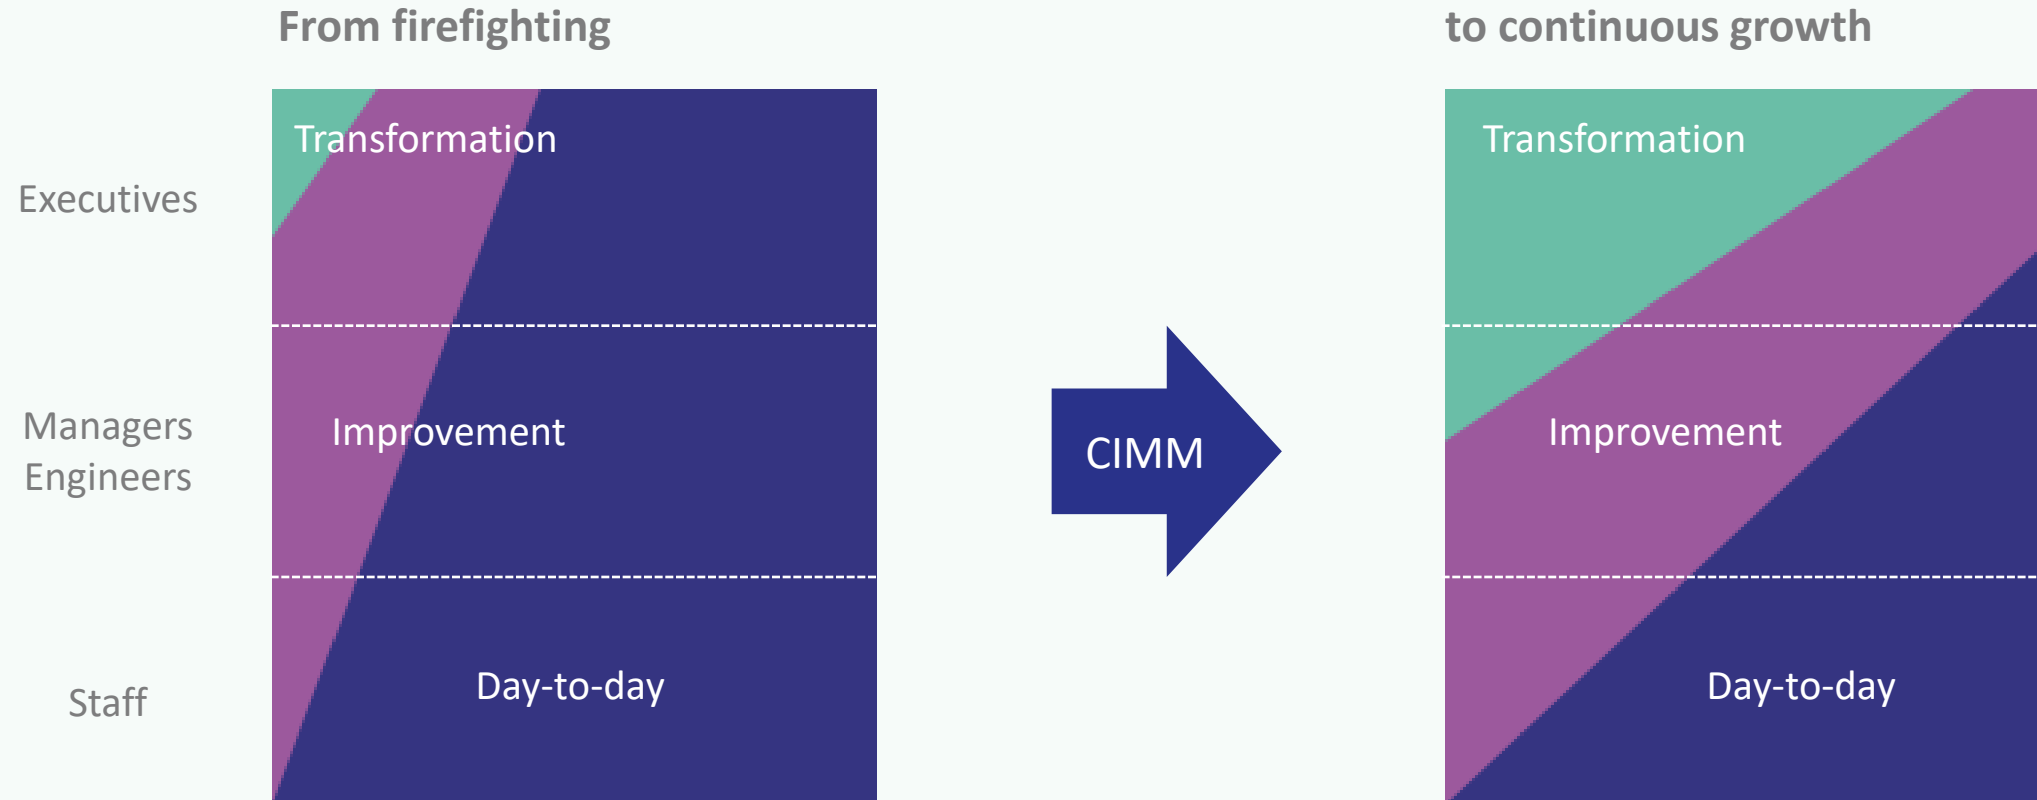 From firefighting
to continuous growth
Executives
Managers
Engineers
Staff
Transformation
Improvement
Day-to-day
CIMM
Transformation
Improvement
Day-to-day